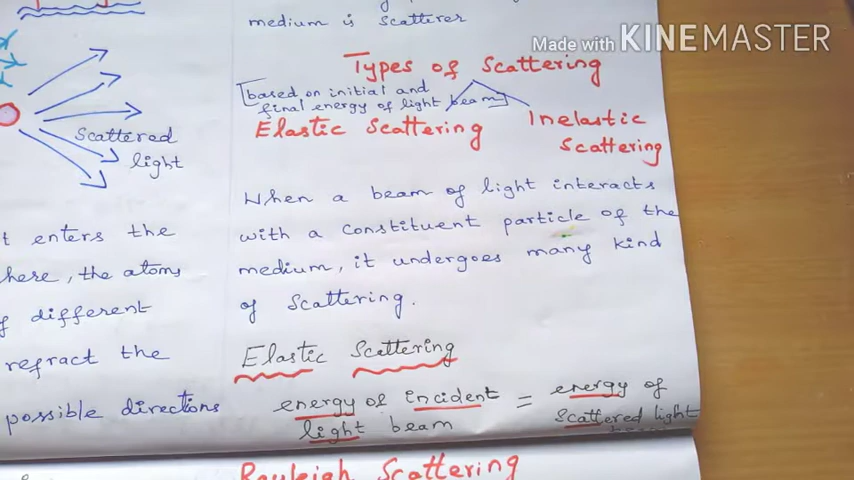 medium is scatterer
Made with KINEMASTER
Types of Scattering
[based on initial and
final energy of light beam]
Elastic Scattering
Inelastic
Scattering
Scattered
light
When a beam of light interacts
with a constituent particle of the
medium, it undergoes many kind
of Scattering.
t enters the
here, the atoms
f different
refract the
possible directions
Elastic Scattering
energy of incident
light beam
= energy of
Scattered light
Rayleigh Scattering